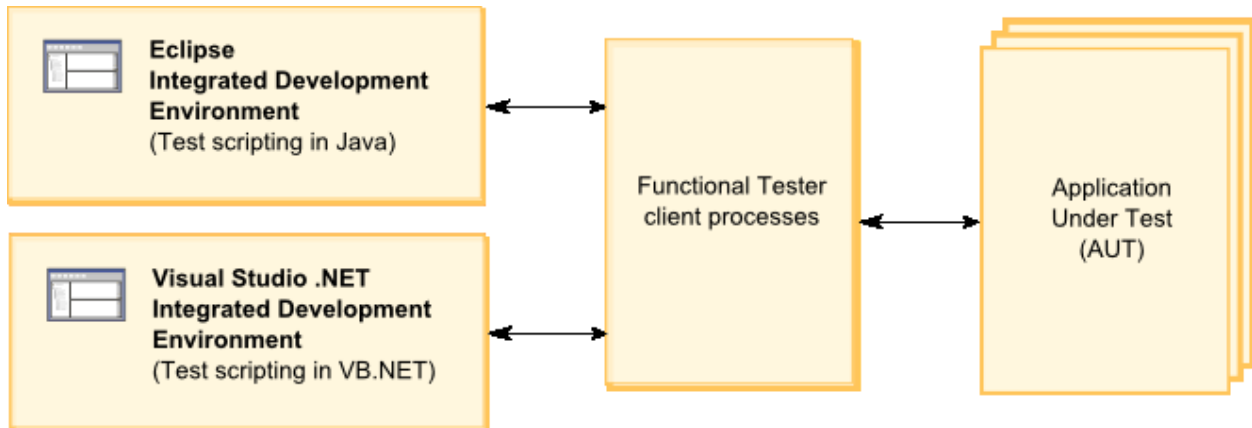 Eclipse
Integrated Development
Environment
(Test scripting in Java)
Visual Studio .NET
Integrated Development
Environment
(Test scripting in VB.NET)
Functional Tester
client processes
Application
Under Test
(AUT)